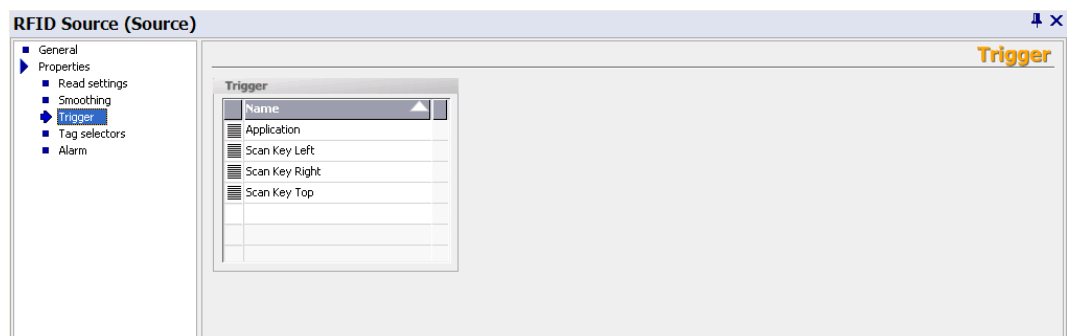 RFID Source (Source)
General
Properties
Read settings
Smoothing
Trigger
Tag selectors
Alarm
Trigger
Trigger
Name
Application
Scan Key Left
Scan Key Right
Scan Key Top